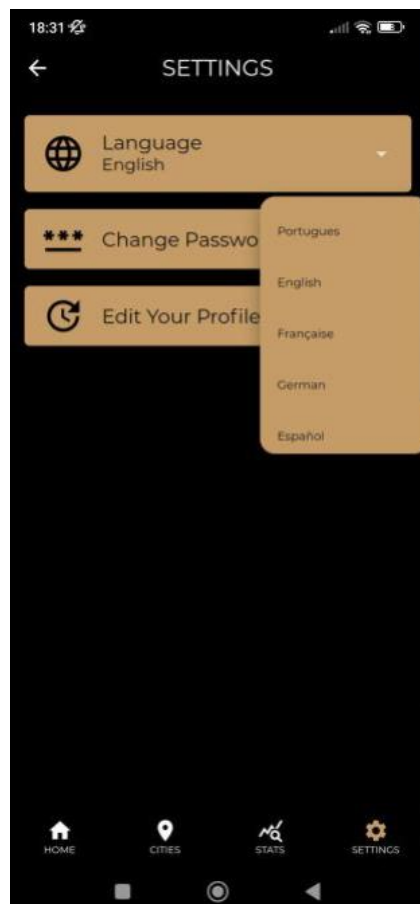 18:31
SETTINGS
Language
English
*** Change Passwo
Edit Your Profile
Portugues
English
Française
German
Español
HOME CITIES STATS SETTINGS